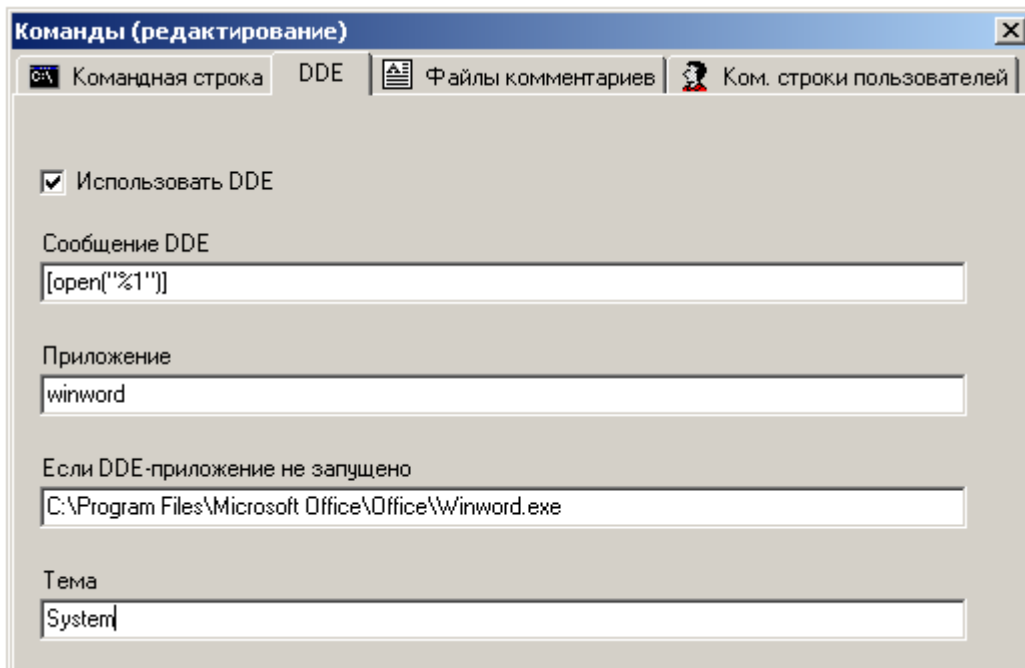 Команды (редактирование)
Командная строка DDE Файлы комментариев Ком. строки пользователей
Использовать DDE
Сообщение DDE
[open("%1")]
Приложение
winword
Если DDE-приложение не запущено
C:\Program Files\Microsoft Office\Office\\Winword.exe
Тема
System